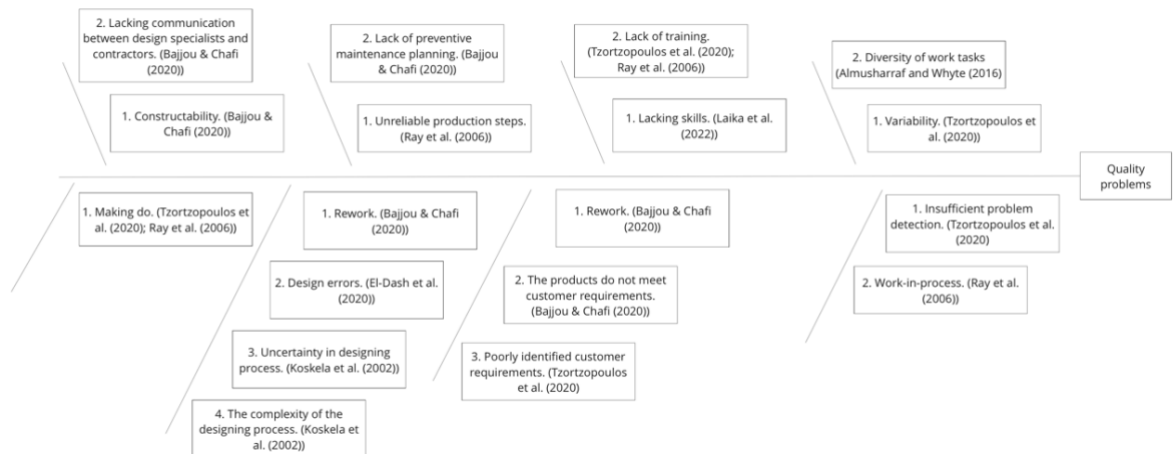 2. Lacking communication
between design specialists and
contractors. (Bajjou & Chafi
(2020))
1. Constructability. (Bajjou &
Chafi (2020))
2. Lack of preventive
maintenance planning. (Bajjou
& Chafi (2020))
1. Unreliable production steps.
(Ray et al. (2006))
2. Lack of training.
(Tzortzopoulos et al. (2020);
Ray et al. (2006))
1. Lacking skills. (Laika et al.
(2022))
2. Diversity of work tasks
(Almusharraf and Whyte (2016)
1. Variability. (Tzortzopoulos et
al. (2020))
Quality
problems
1. Making do. (Tzortzopoulos et
al. (2020); Ray et al. (2006))
1. Rework. (Bajjou & Chafi
(2020))
2. Design errors. (El-Dash et al.
(2020))
3. Uncertainty in designing
process. (Koskela et al. (2002))
4. The complexity of the
designing process. (Koskela et
al. (2002))
1. Rework. (Bajjou & Chafi
(2020))
2. The products do not meet
customer requirements.
(Bajjou & Chafi (2020))
3. Poorly identified customer
requirements. (Tzortzopoulos
et al. (2020)
1. Insufficient problem
detection. (Tzortzopoulos et al.
(2020)
2. Work-in-process. (Ray et al.
(2006))